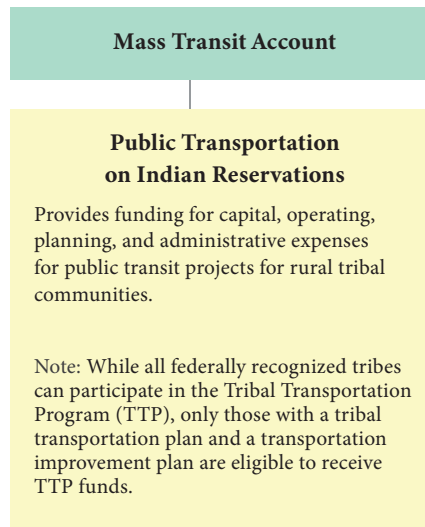 Mass Transit Account
Public Transportation
on Indian Reservations
Provides funding for capital, operating,
planning, and administrative expenses
for public transit projects for rural tribal
communities.
Note: While all federally recognized tribes
can participate in the Tribal Transportation
Program (TTP), only those with a tribal
transportation plan and a transportation
improvement plan are eligible to receive
TTP funds.